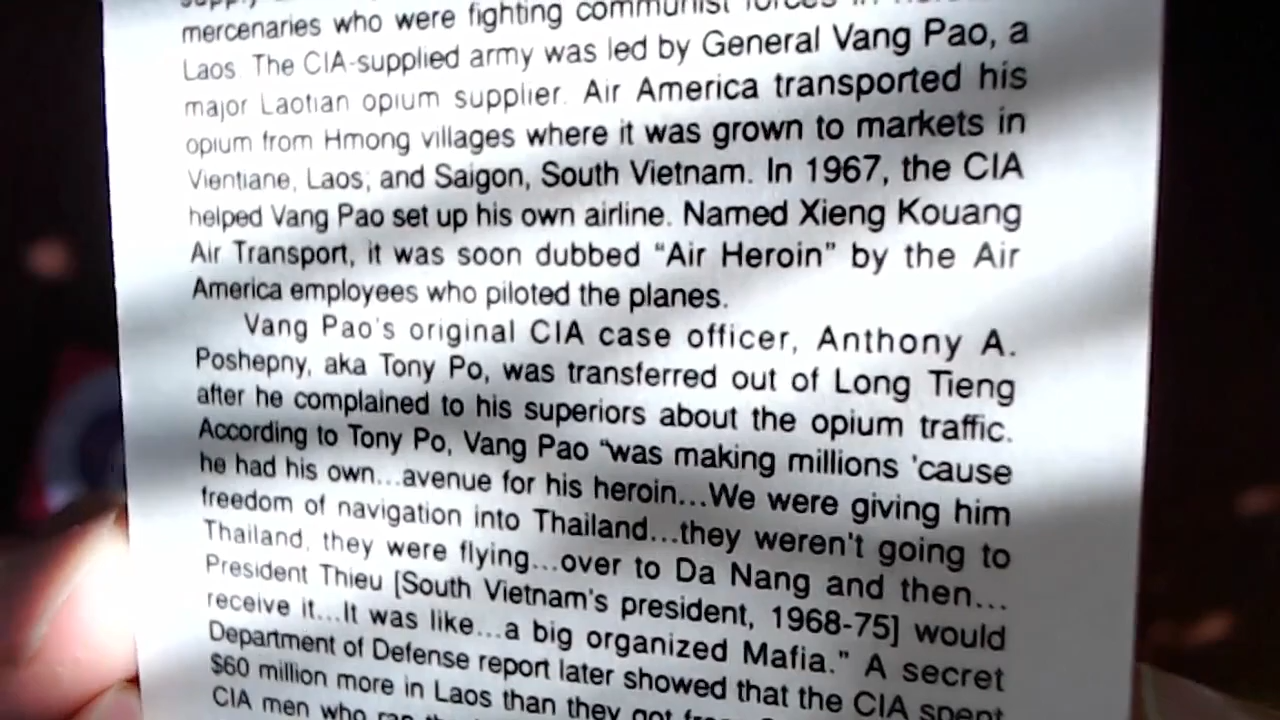 mercenaries who were fighting communist forces in
Laos. The CIA-supplied army was led by General Vang Pao, a
major Laotian opium supplier. Air America transported his
opium from Hmong villages where it was grown to markets in
Vientiane, Laos, and Saigon, South Vietnam. In 1967, the CIA
helped Vang Pao set up his own airline. Named Xieng Kouang
Air Transport, it was soon dubbed “Air Heroin” by the Air
America employees who piloted the planes.
Vang Pao's original CIA case officer, Anthony A.
Poshepny, aka Tony Po, was transferred out of Long Tieng
after he complained to his superiors about the opium traffic.
According to Tony Po, Vang Pao “was making millions 'cause
he had his own...avenue for his heroin...We were giving him
freedom of navigation into Thailand...they weren't going to
Thailand, they were flying...over to Da Nang and then...
President Thieu [South Vietnam's president, 1968-75] would
receive it...It was like...a big organized Mafia.” A secret
Department of Defense report later showed that the CIA spent
$60 million more in Laos than they got
CIA men who ran